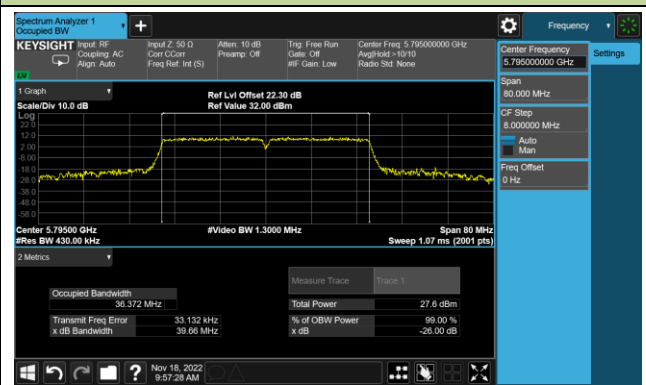 Spectrum Analyzer 1
Occupied BW
+
Frequency
KEYSIGHT
Input: RF
Coupling: AC
Align: Auto
Input Z: 50 Ω
Corr CCorr
Freq Ref: Int (S)
Atten: 10 dB
Preamp: Off
Trig: Free Run
Gate: Off
#IF Gain: Low
Center Freq: 5.795000000 GHz
Avg|Hold:>10/10
Radio Std: None
LXI
1 Graph
Scale/Div 10.0 dB
Ref Lvl Offset 22.30 dB
Ref Value 32.00 dBm
Log
22.0
12.0
2.00
-8.00
-18.0
-28.0
-38.0
-48.0
-58.0
Center 5.79500 GHz
#Res BW 430.00 kHz
#Video BW 1.3000 MHz
Span 80 MHz
Sweep 1.07 ms (2001 pts)
2 Metrics
Measure Trace
Trace 1
Occupied Bandwidth
36.372 MHz
Total Power
27.6 dBm
Transmit Freq Error
33.132 kHz
% of OBW Power
99.00 %
x dB Bandwidth
39.66 MHz
x dB
-26.00 dB
Center Frequency
5.795000000 GHz
Settings
Span
80.000 MHz
CF Step
8.000000 MHz
Auto
Man
Freq Offset
0 Hz
?
Nov 18, 2022
9:57:28 AM